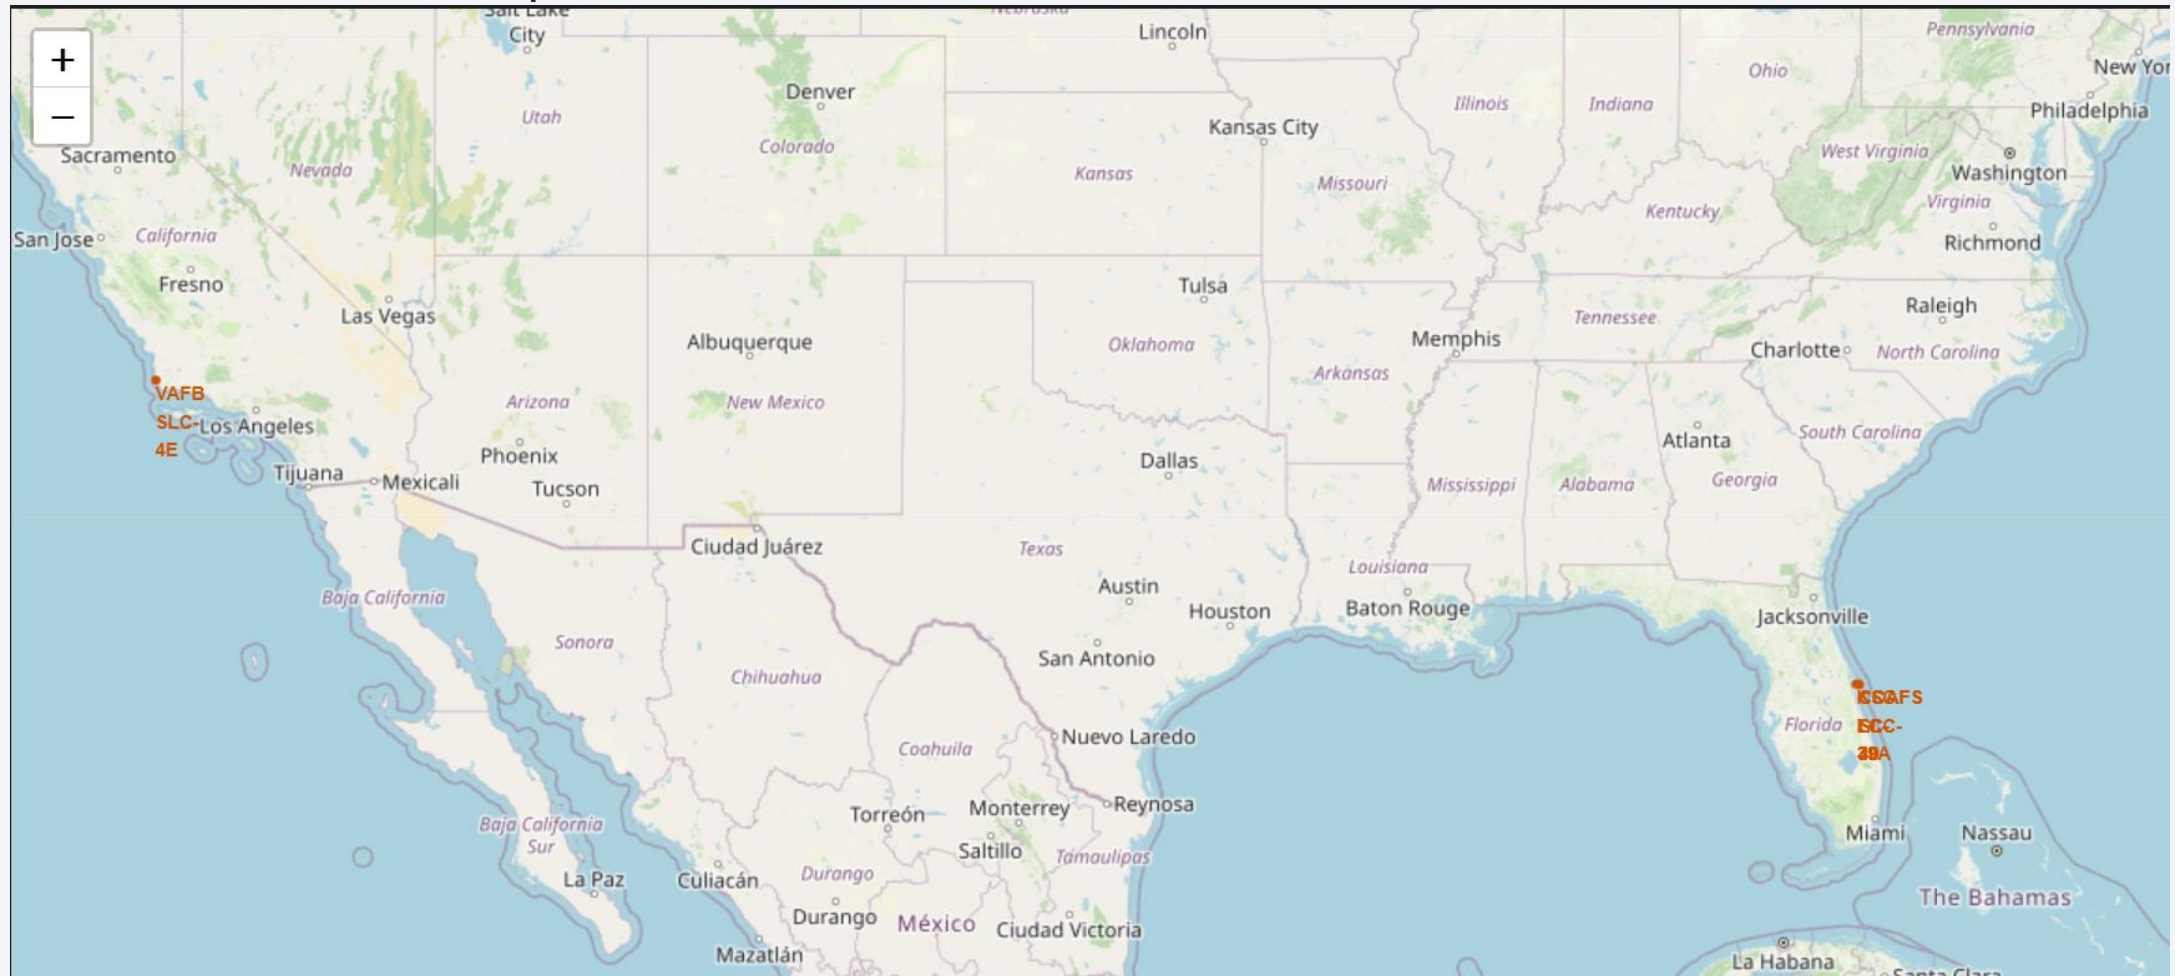 Salt Lake
City
Nebraska
Lincoln
Pennsylvania
+
New Yor
Ohio
Denver
Illinois
Indiana
Philadelphia
Utah
−
Kansas City
Colorado
Sacramento
West Virginia
Nevada
Kansas
Washington
Missouri
Virginia
Kentucky
San Jose
California
Richmond
Fresno
Tulsa
Raleigh
Las Vegas
Tennessee
Albuquerque
Memphis
Oklahoma
Charlotte
North Carolina
Arkansas
VAFB
SLC-
4E
Arizona
New Mexico
Los Angeles
South Carolina
Atlanta
Phoenix
Dallas
Tijuana
Mexicali
Georgia
Mississippi
Alabama
Tucson
Ciudad Juárez
Texas
Louisiana
Austin
Baja California
Baton Rouge
Houston
Jacksonville
Sonora
San Antonio
Chihuahua
Florida
Nuevo Laredo
Coahuila
Reynosa
Monterrey
Torreón
Baja California
Sur
Miami
Nassau
Saltillo
Tamaulipas
Durango
La Paz
Culiacán
The Bahamas
Durango
México
Ciudad Victoria
Mazatlán
La Habana
Santa Clara